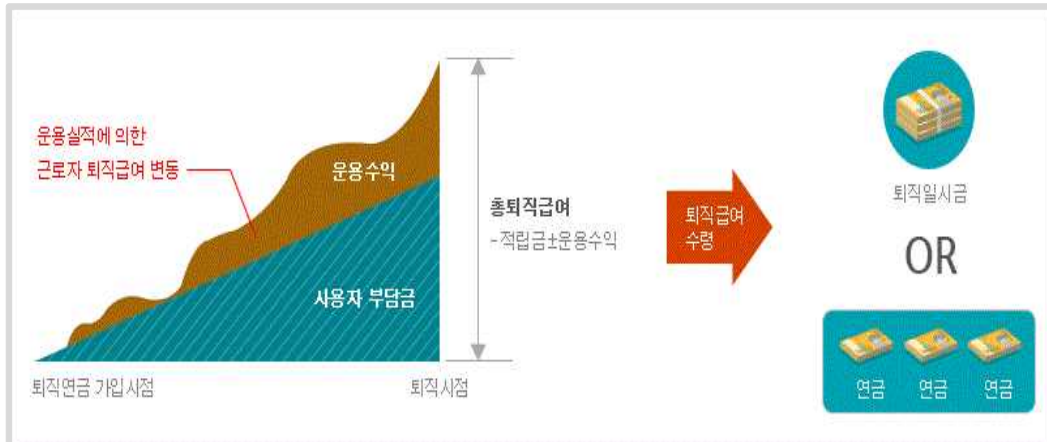 운용실적에 의한
근로자 퇴직급여 변동
운용수익
사용자 부담금
퇴직연금 가입시점
퇴직시점
총퇴직급여
- 적립금±운용수익
퇴직급여
수령
퇴직일시금
OR
연금 연금 연금